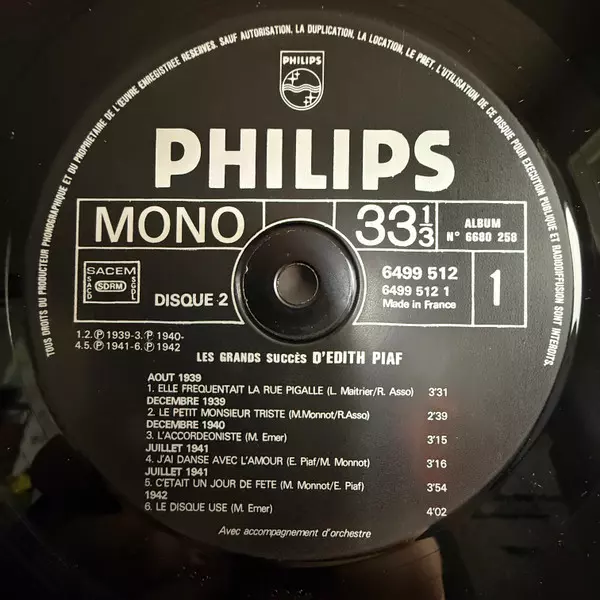 TOUS DROITS DU PRODUCTEUR PHONOGRAPHIQUE ET DU PROPRIETAIRE DE L'ŒUVRE ENREGISTREE RESERVES. SAUF AUTORISATION, LA DUPLICATION, LA LOCATION, LE PRET, L'UTILISATION DE CE DISQUE POUR EXECUTION PUBLIQUE ET RADIODIFFUSION SONT INTERDITS.
PHILIPS
PHILIPS
MONO
33 1/3
ALBUM
N° 6680 258
SACEM
SACD SDRM SGDL
DISQUE 2
6499 512
6499 512 1
Made in France
1
1.2. Ⓟ 1939-3. Ⓟ 1940-
4.5. Ⓟ 1941-6. Ⓟ 1942
LES GRANDS SUCCÈS D'EDITH PIAF
AOUT 1939
1. ELLE FREQUENTAIT LA RUE PIGALLE (L. Maitrier/R. Asso) 3'31
DECEMBRE 1939
2. LE PETIT MONSIEUR TRISTE (M.Monnot/R.Asso) 2'39
DECEMBRE 1940
3. L'ACCORDEONISTE (M. Emer) 3'15
JUILLET 1941
4. J'AI DANSE AVEC L'AMOUR (E. Piaf/M. Monnot) 3'16
JUILLET 1941
5. C'ETAIT UN JOUR DE FETE (M. Monnot/E. Piaf) 3'54
1942
6. LE DISQUE USE (M. Emer) 4'02
Avec accompagnement d'orchestre